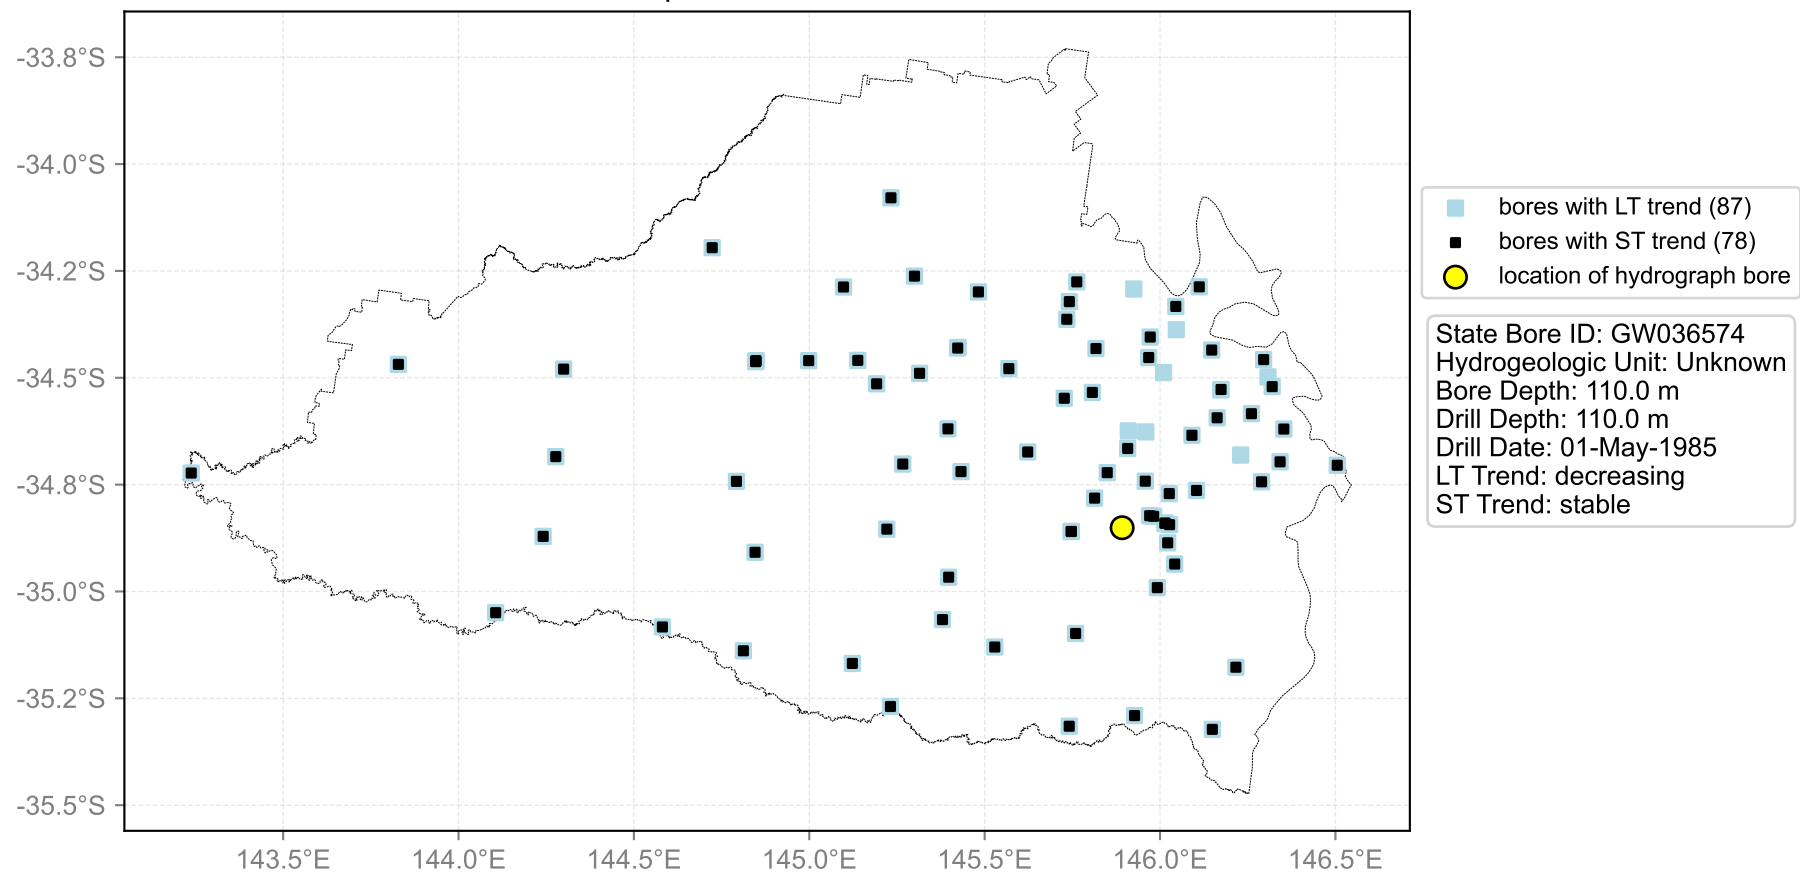 -33.8°S
-34.0°S
-34.2°S
-34.5°S
-34.8°S
-35.0°S
-35.2°S
-35.5°S
143.5°E
144.0°E
144.5°E
145.0°E
145.5°E
146.0°E
146.5°E
bores with LT trend (87)
bores with ST trend (78)
location of hydrograph bore
State Bore ID: GW036574
Hydrogeologic Unit: Unknown
Bore Depth: 110.0 m
Drill Depth: 110.0 m
Drill Date: 01-May-1985
LT Trend: decreasing
ST Trend: stable